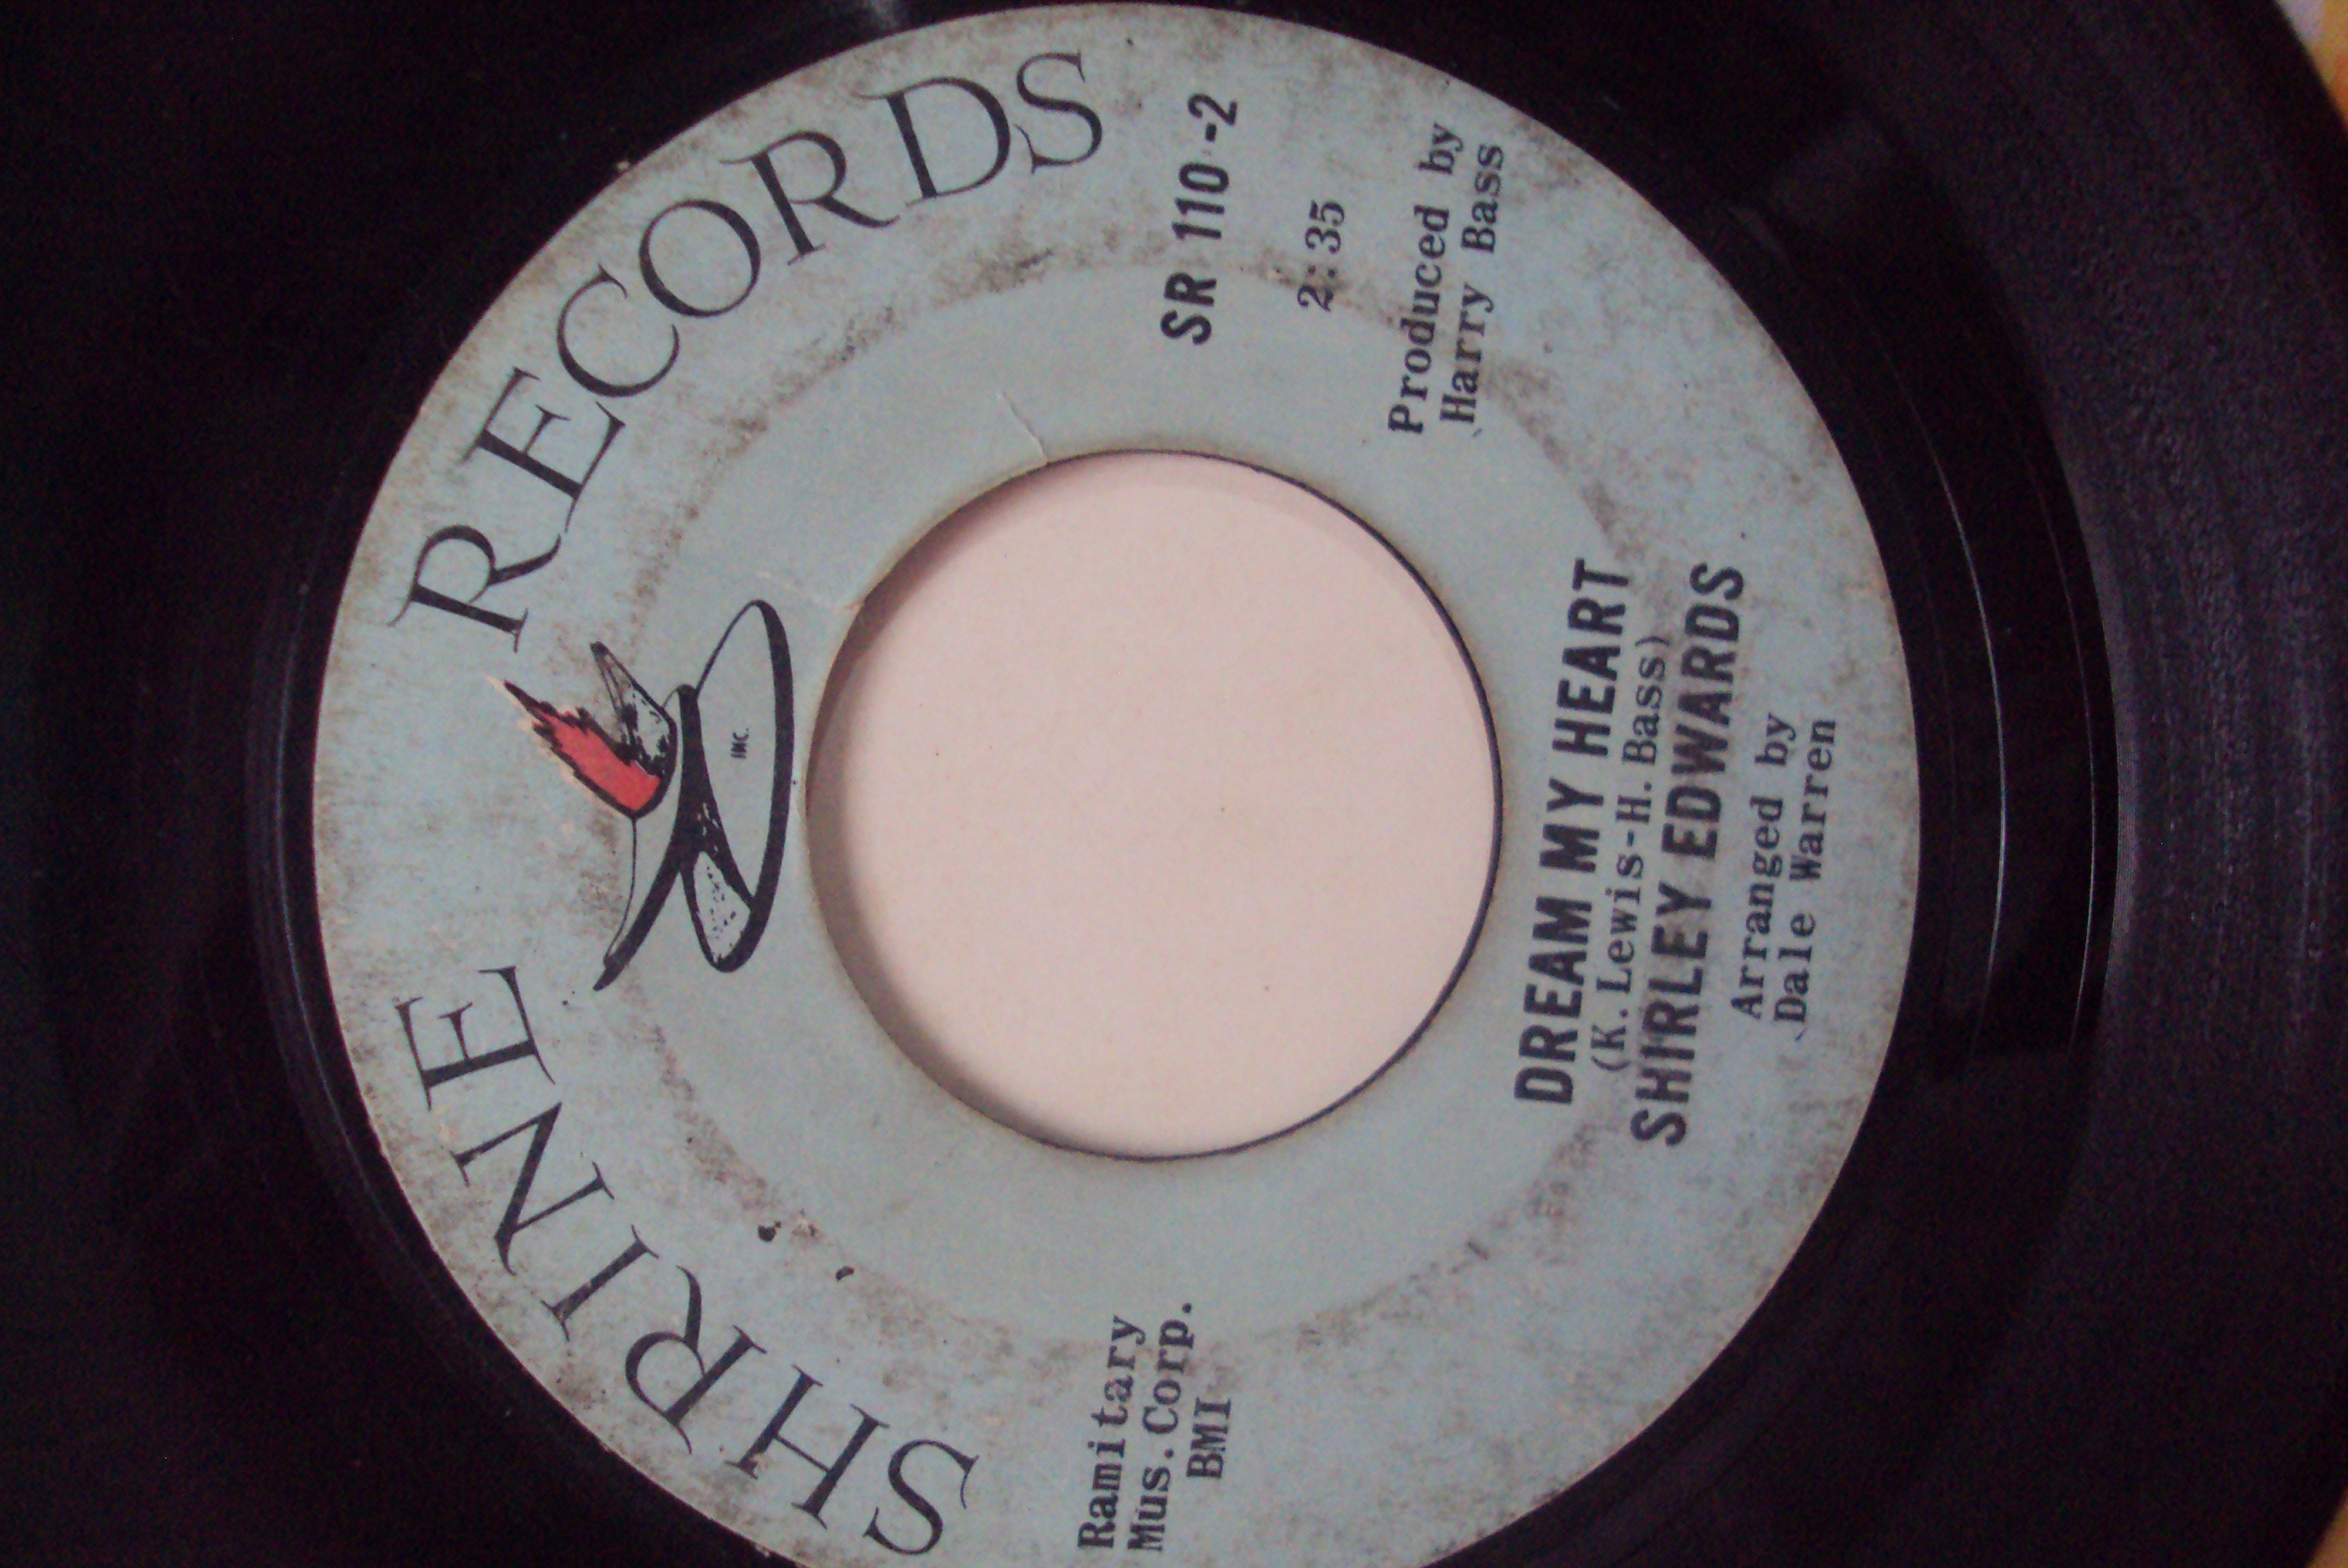 SHRINE RECORDS
INC.
Ramitary
Mus. Corp.
BMI
SR 110-2
2:35
Produced by
Harry Bass
DREAM MY HEART
(K. Lewis-H. Bass)
SHIRLEY EDWARDS
Arranged by
Dale Warren